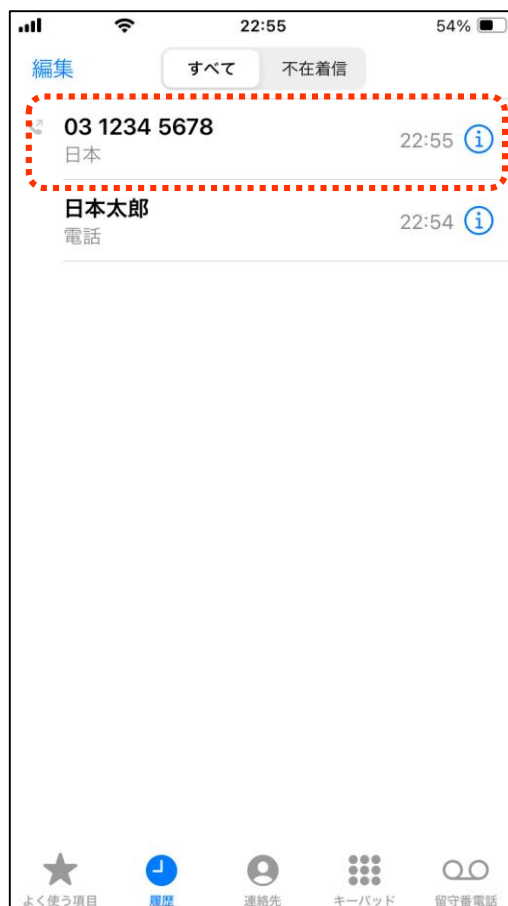 22:55 54%
編集 すべて 不在着信
03 1234 5678
日本
22:55
日本太郎
電話
22:54
よく使う項目 履歴 連絡先 キーパッド 留守番電話